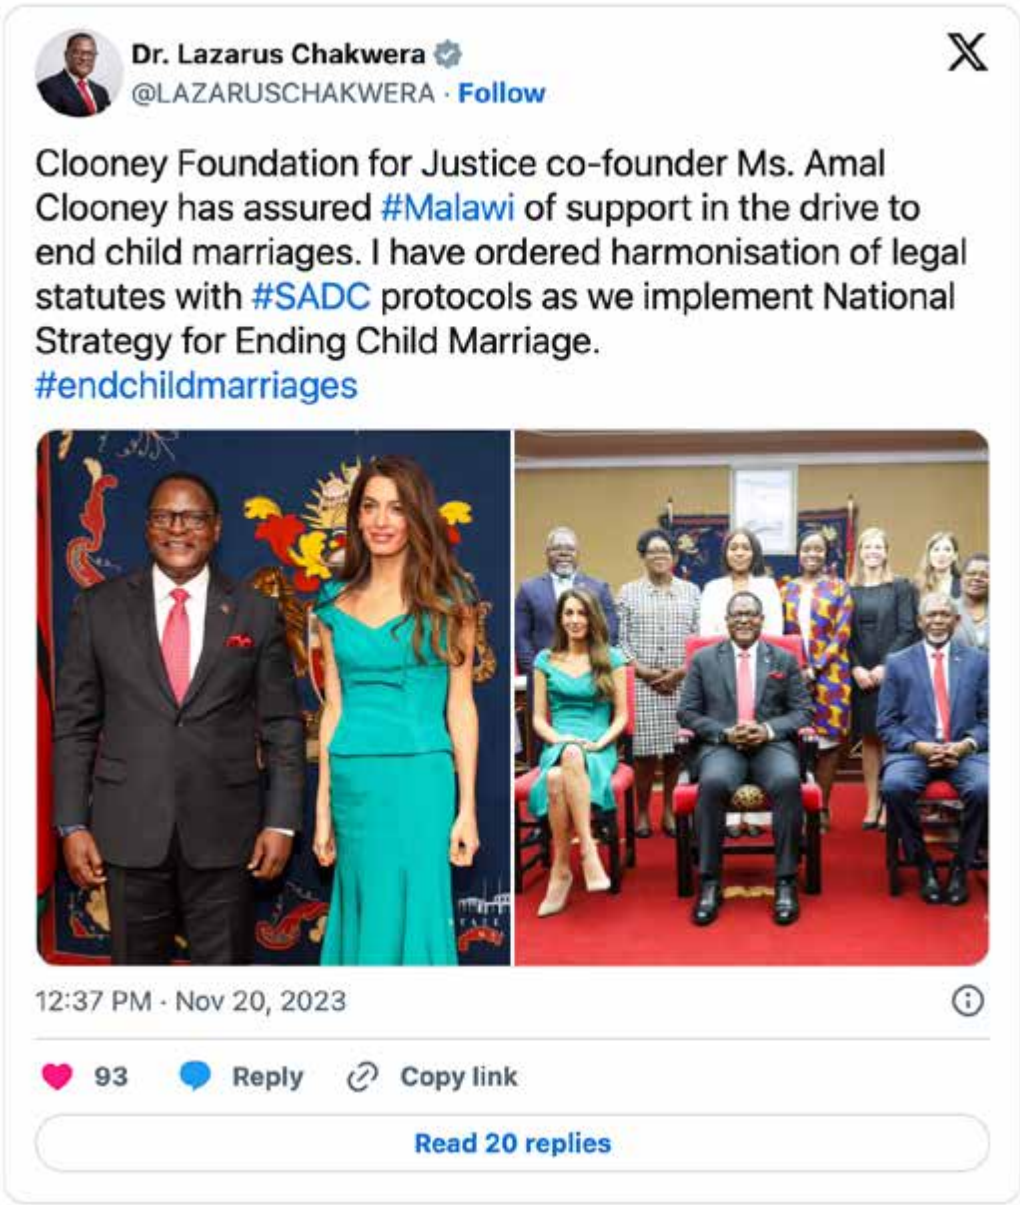 Dr. Lazarus Chakwera
@LAZARUSCHAKWERA · Follow
Clooney Foundation for Justice co-founder Ms. Amal
Clooney has assured #Malawi of support in the drive to
end child marriages. I have ordered harmonisation of legal
statutes with #SADC protocols as we implement National
Strategy for Ending Child Marriage.
#endchildmarriages
STATE
12:37 PM · Nov 20, 2023
93 Reply Copy link
Read 20 replies